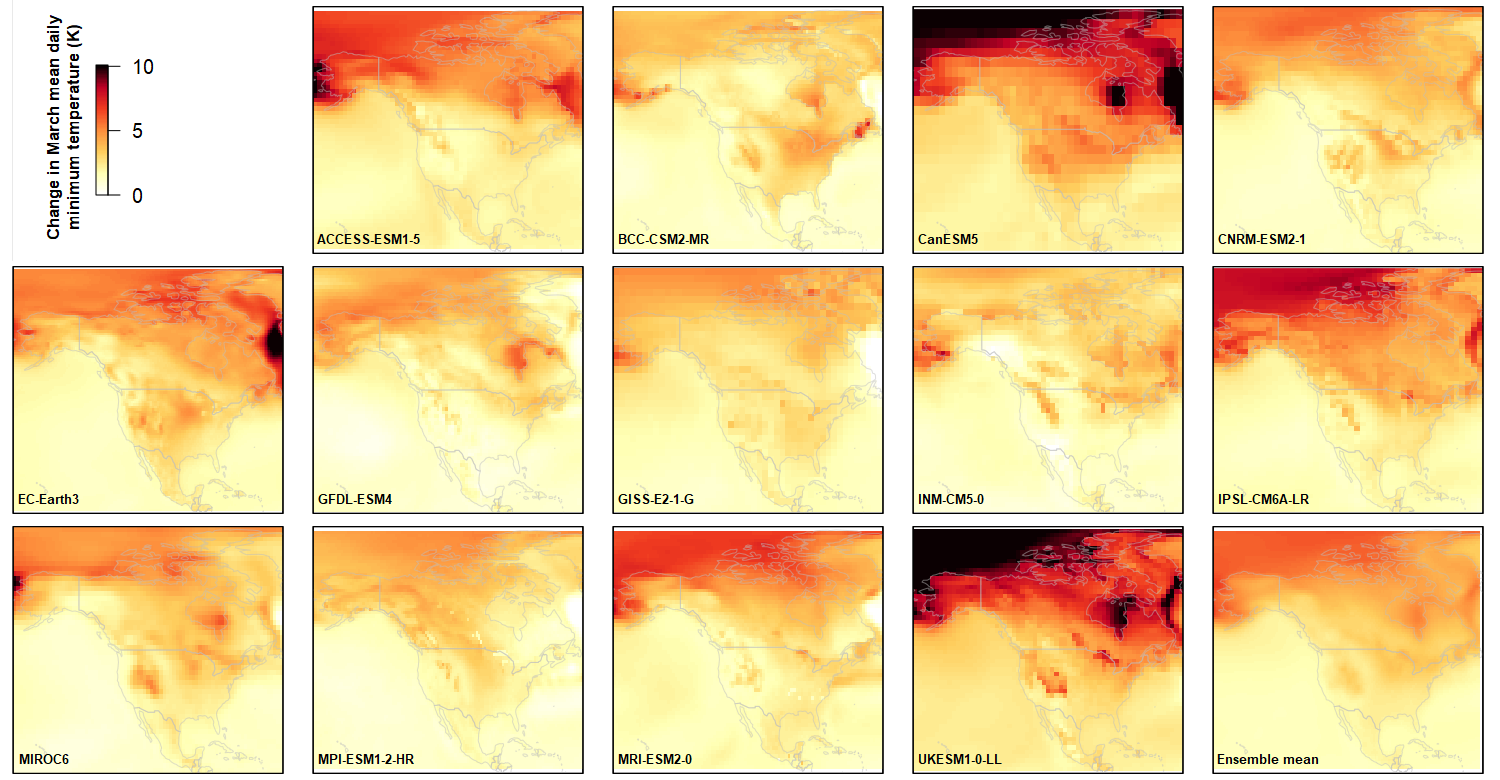 Change in March mean daily
minimum temperature (K)
10
5
0
ACCESS-ESM1-5
BCC-CSM2-MR
CanESM5
CNRM-ESM2-1
EC-Earth3
GFDL-ESM4
GISS-E2-1-G
INM-CM5-0
IPSL-CM6A-LR
MIROC6
MPI-ESM1-2-HR
MRI-ESM2-0
UKESM1-0-LL
Ensemble mean